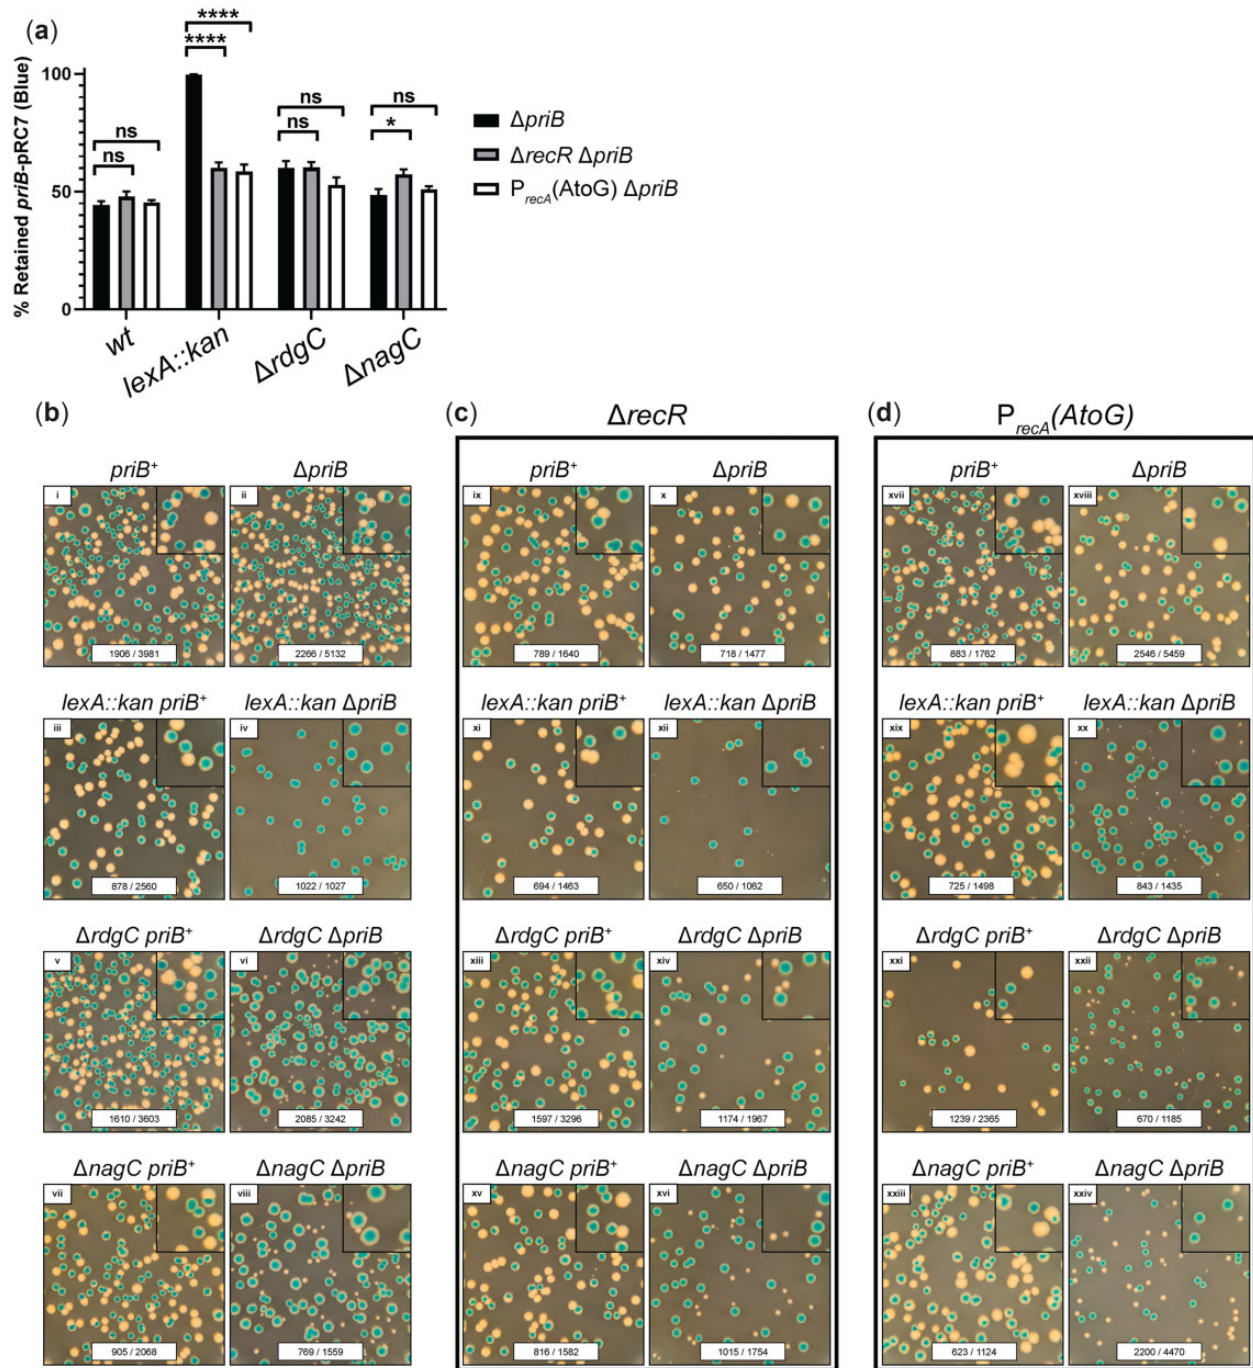 (a)
% Retained priB-pRC7 (Blue)
100
50
0
ns
ns
****
****
ns
ns
ns
*
ΔpriB
ΔrecR ΔpriB
PrecA(AtoG) ΔpriB
wt
lexA::kan
ΔrdgC
ΔnagC
(b)
priB+
ΔpriB
i
ii
1906 / 3981
2266 / 5132
lexA::kan priB+
lexA::kan ΔpriB
iii
iv
878 / 2560
1022 / 1027
ΔrdgC priB+
ΔrdgC ΔpriB
v
vi
1610 / 3603
2085 / 3242
ΔnagC priB+
ΔnagC ΔpriB
vii
viii
905 / 2068
769 / 1559
(c)
ΔrecR
priB+
ΔpriB
ix
x
789 / 1640
718 / 1477
lexA::kan priB+
lexA::kan ΔpriB
xi
xii
694 / 1463
650 / 1062
ΔrdgC priB+
ΔrdgC ΔpriB
xiii
xiv
1597 / 3296
1174 / 1967
ΔnagC priB+
ΔnagC ΔpriB
xv
xvi
816 / 1582
1015 / 1754
(d)
PrecA(AtoG)
priB+
ΔpriB
xvii
xviii
883 / 1762
2546 / 5459
lexA::kan priB+
lexA::kan ΔpriB
xix
xx
725 / 1498
843 / 1435
ΔrdgC priB+
ΔrdgC ΔpriB
xxi
xxii
1239 / 2365
670 / 1185
ΔnagC priB+
ΔnagC ΔpriB
xxiii
xxiv
623 / 1124
2200 / 4470